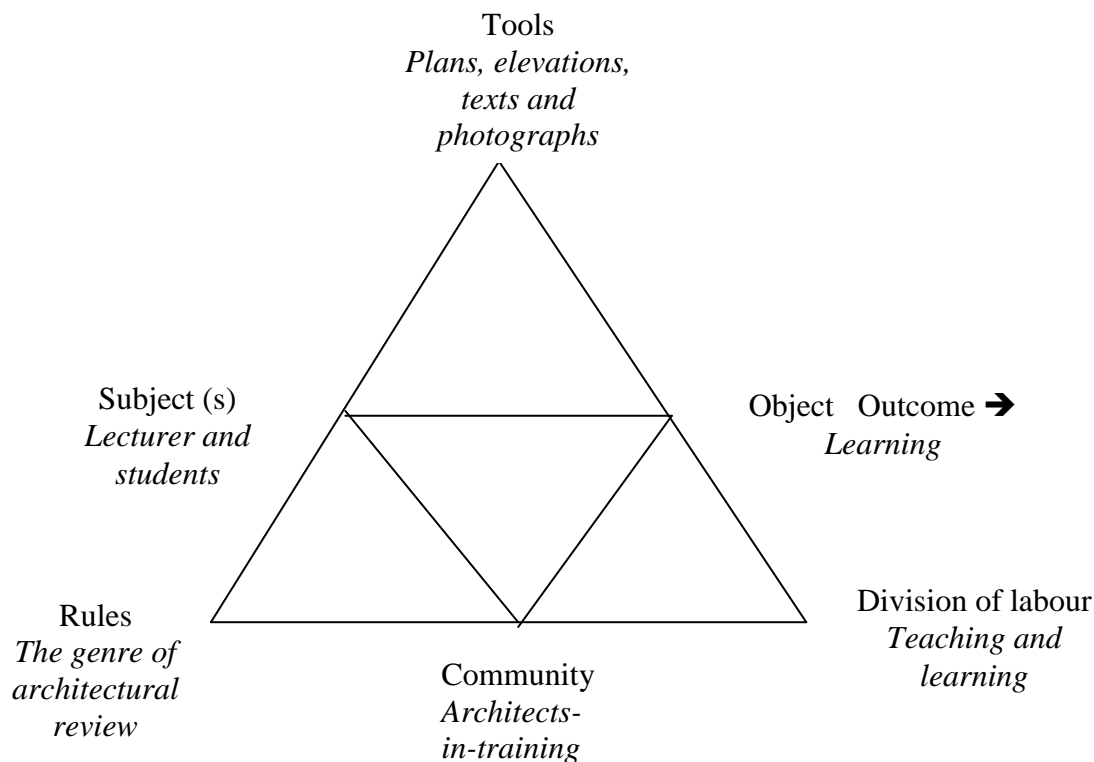 Tools
Plans, elevations,
texts and
photographs
Subject (s)
Lecturer and
students
Object Outcome ➔
Learning
Rules
The genre of
architectural
review
Community
Architects-
in-training
Division of labour
Teaching and
learning